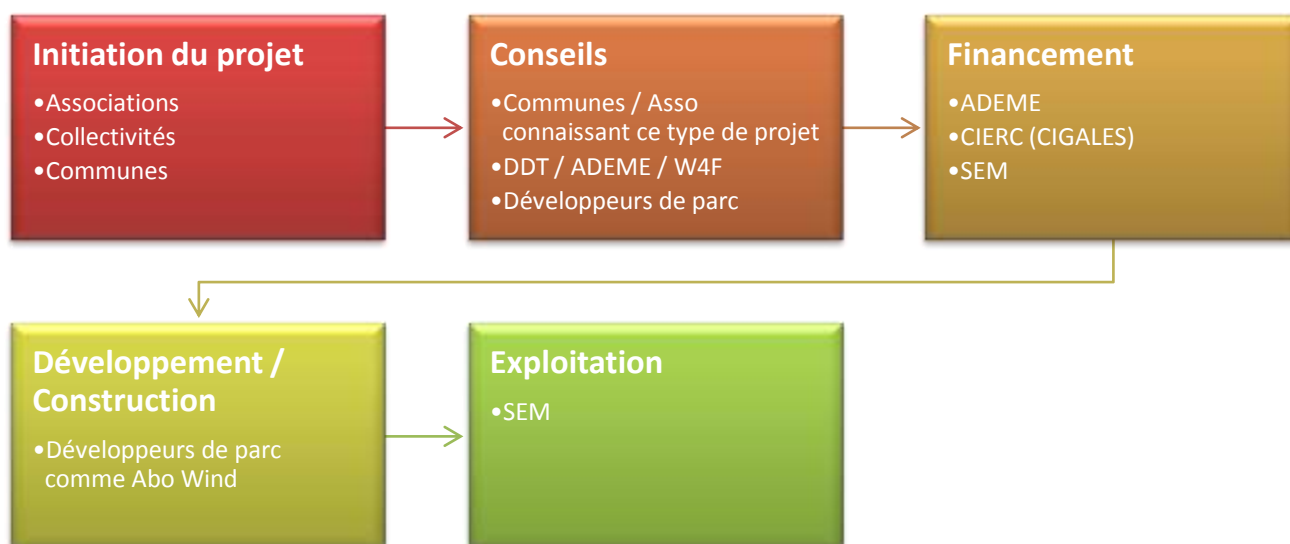 Initiation du projet
•Associations
•Collectivités
•Communes
Conseils
•Communes / Asso
connaissant ce type de projet
•DDT / ADEME / W4F
•Développeurs de parc
Financement
•ADEME
•CIERC (CIGALES)
•SEM
Développement /
Construction
•Développeurs de parc
comme Abo Wind
Exploitation
•SEM